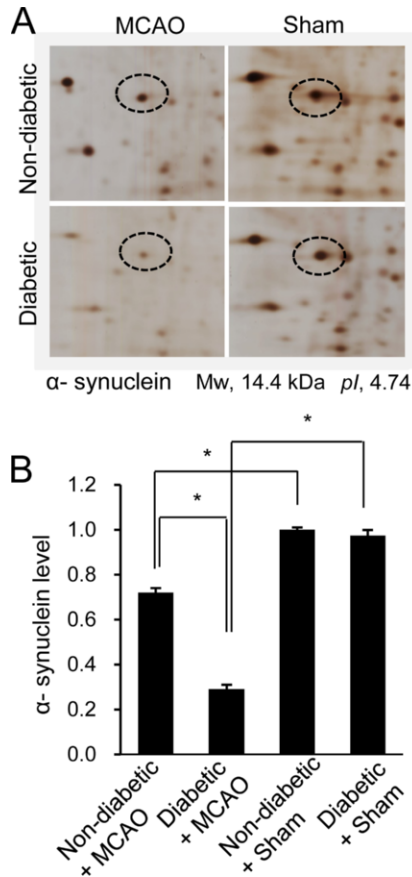 A
MCAO Sham
Non-diabetic
Diabetic
α- synuclein Mw, 14.4 kDa pI, 4.74
B
*
*
*
α- synuclein level
1.2
1.0
0.8
0.6
0.4
0.2
0.0
Non-diabetic
+ MCAO
Diabetic
+ MCAO
Non-diabetic
+ Sham
Diabetic
+ Sham